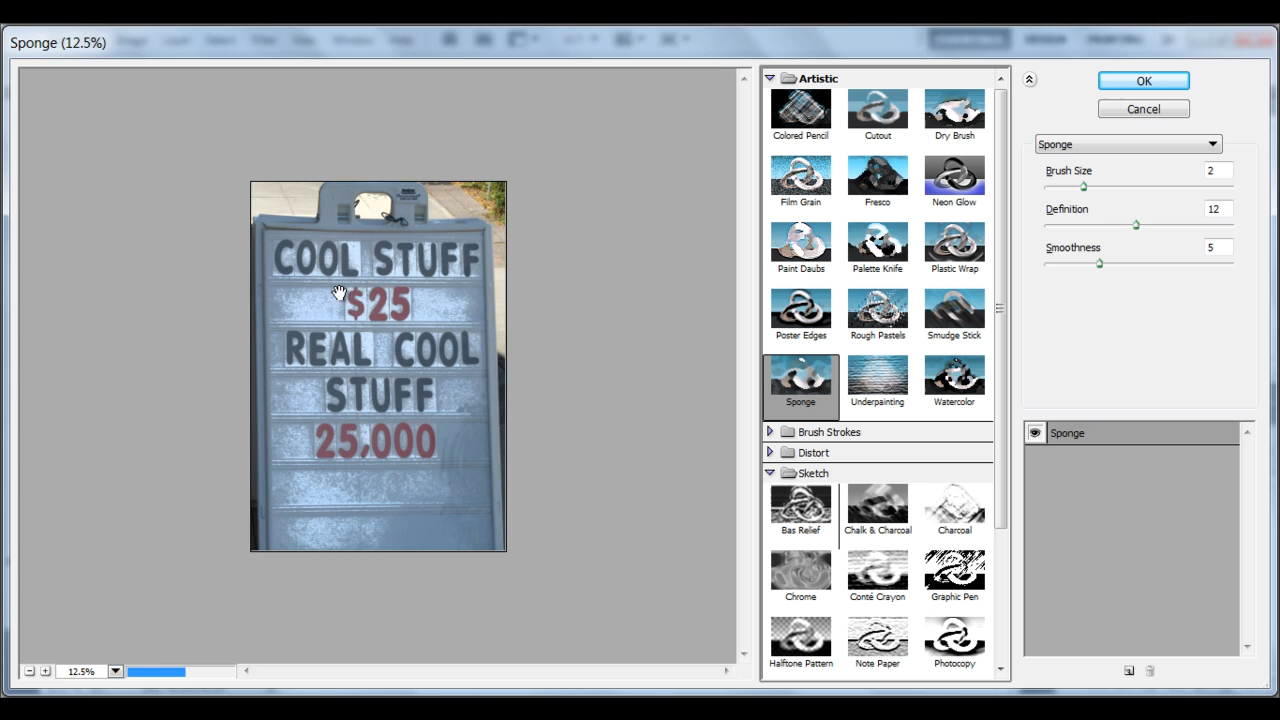 Sponge (12.5%)
COOL STUFF
$25
REAL COOL
STUFF
25,000
12.5%
Artistic
Colored Pencil
Cutout
Dry Brush
Film Grain
Fresco
Neon Glow
Paint Daubs
Palette Knife
Plastic Wrap
Poster Edges
Rough Pastels
Smudge Stick
Sponge
Underpainting
Watercolor
Brush Strokes
Distort
Sketch
Bas Relief
Chalk & Charcoal
Charcoal
Chrome
Conté Crayon
Graphic Pen
Halftone Pattern
Note Paper
Photocopy
OK
Cancel
Sponge
Brush Size 2
Definition 12
Smoothness 5
Sponge